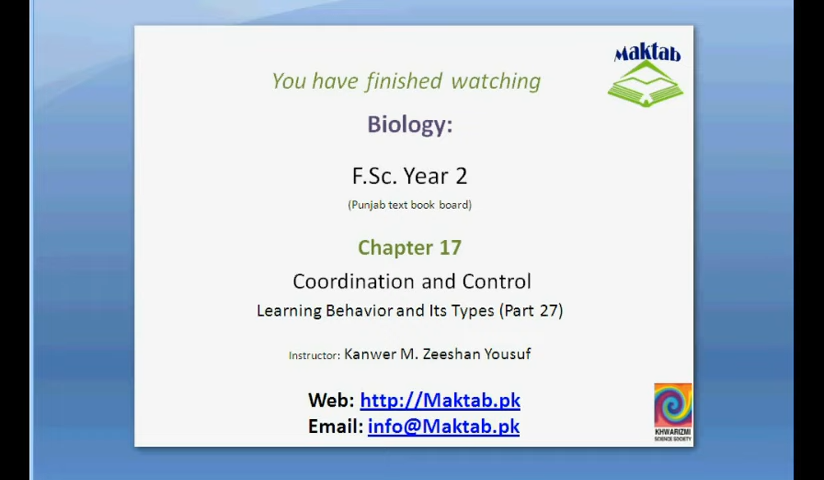 Maktab
You have finished watching
Biology:
F.Sc. Year 2
(Punjab text book board)
Chapter 17
Coordination and Control
Learning Behavior and Its Types (Part 27)
Instructor: Kanwer M. Zeeshan Yousuf
Web: http://Maktab.pk
Email: info@Maktab.pk
KHWARIZMI
SCIENCE SOCIETY